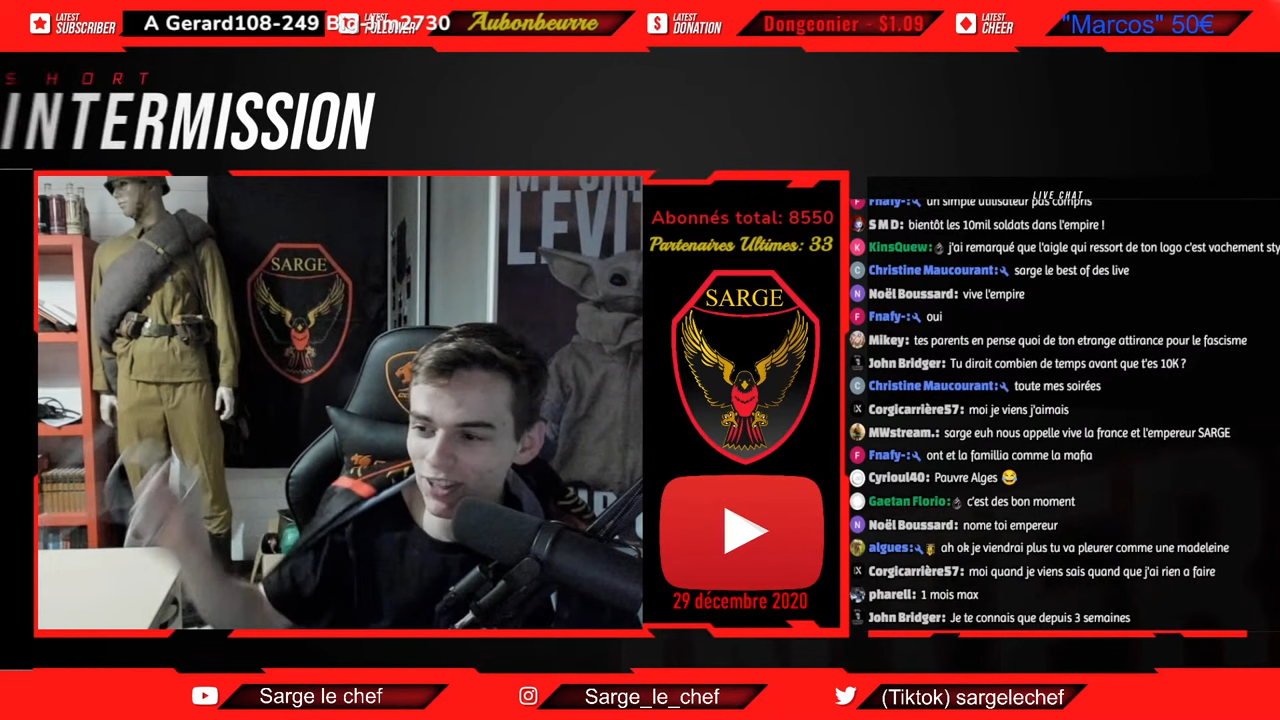 LATEST
SUBSCRIBER
A Gerard108-249
LATEST
FOLLOWER
Aubonbeurre
LATEST
DONATION
Dongeonier - $1.09
LATEST
CHEER
"Marcos" 50€
SHORT
INTERMISSION
SARGE
Abonnés total: 8550
Partenaires Ultimes: 33
SARGE
29 décembre 2020
LIVE CHAT
Fnafy-: un simple utilisateur pas compris
S M D: bientôt les 10mil soldats dans l'empire !
KinsQuew: j'ai remarqué que l'aigle qui ressort de ton logo c'est vachement sty
Christine Maucourant: sarge le best of des live
Noël Boussard: vive l'empire
Fnafy-: oui
Mikey: tes parents en pense quoi de ton etrange attirance pour le fascisme
John Bridger: Tu dirait combien de temps avant que t'es 10K ?
Christine Maucourant: toute mes soirées
Corgicarrière57: moi je viens j'aimais
MWstream.: sarge euh nous appelle vive la france et l'empereur SARGE
Fnafy-: ont et la famillia comme la mafia
Cyrioul40: Pauvre Alges 😂
Gaetan Florio: c'est des bon moment
Noël Boussard: nome toi empereur
algues: ah ok je viendrai plus tu va pleurer comme une madeleine
Corgicarrière57: moi quand je viens sais quand que j'ai rien a faire
pharell: 1 mois max
John Bridger: Je te connais que depuis 3 semaines
Sarge le chef
Sarge_le_chef
(Tiktok) sargelechef